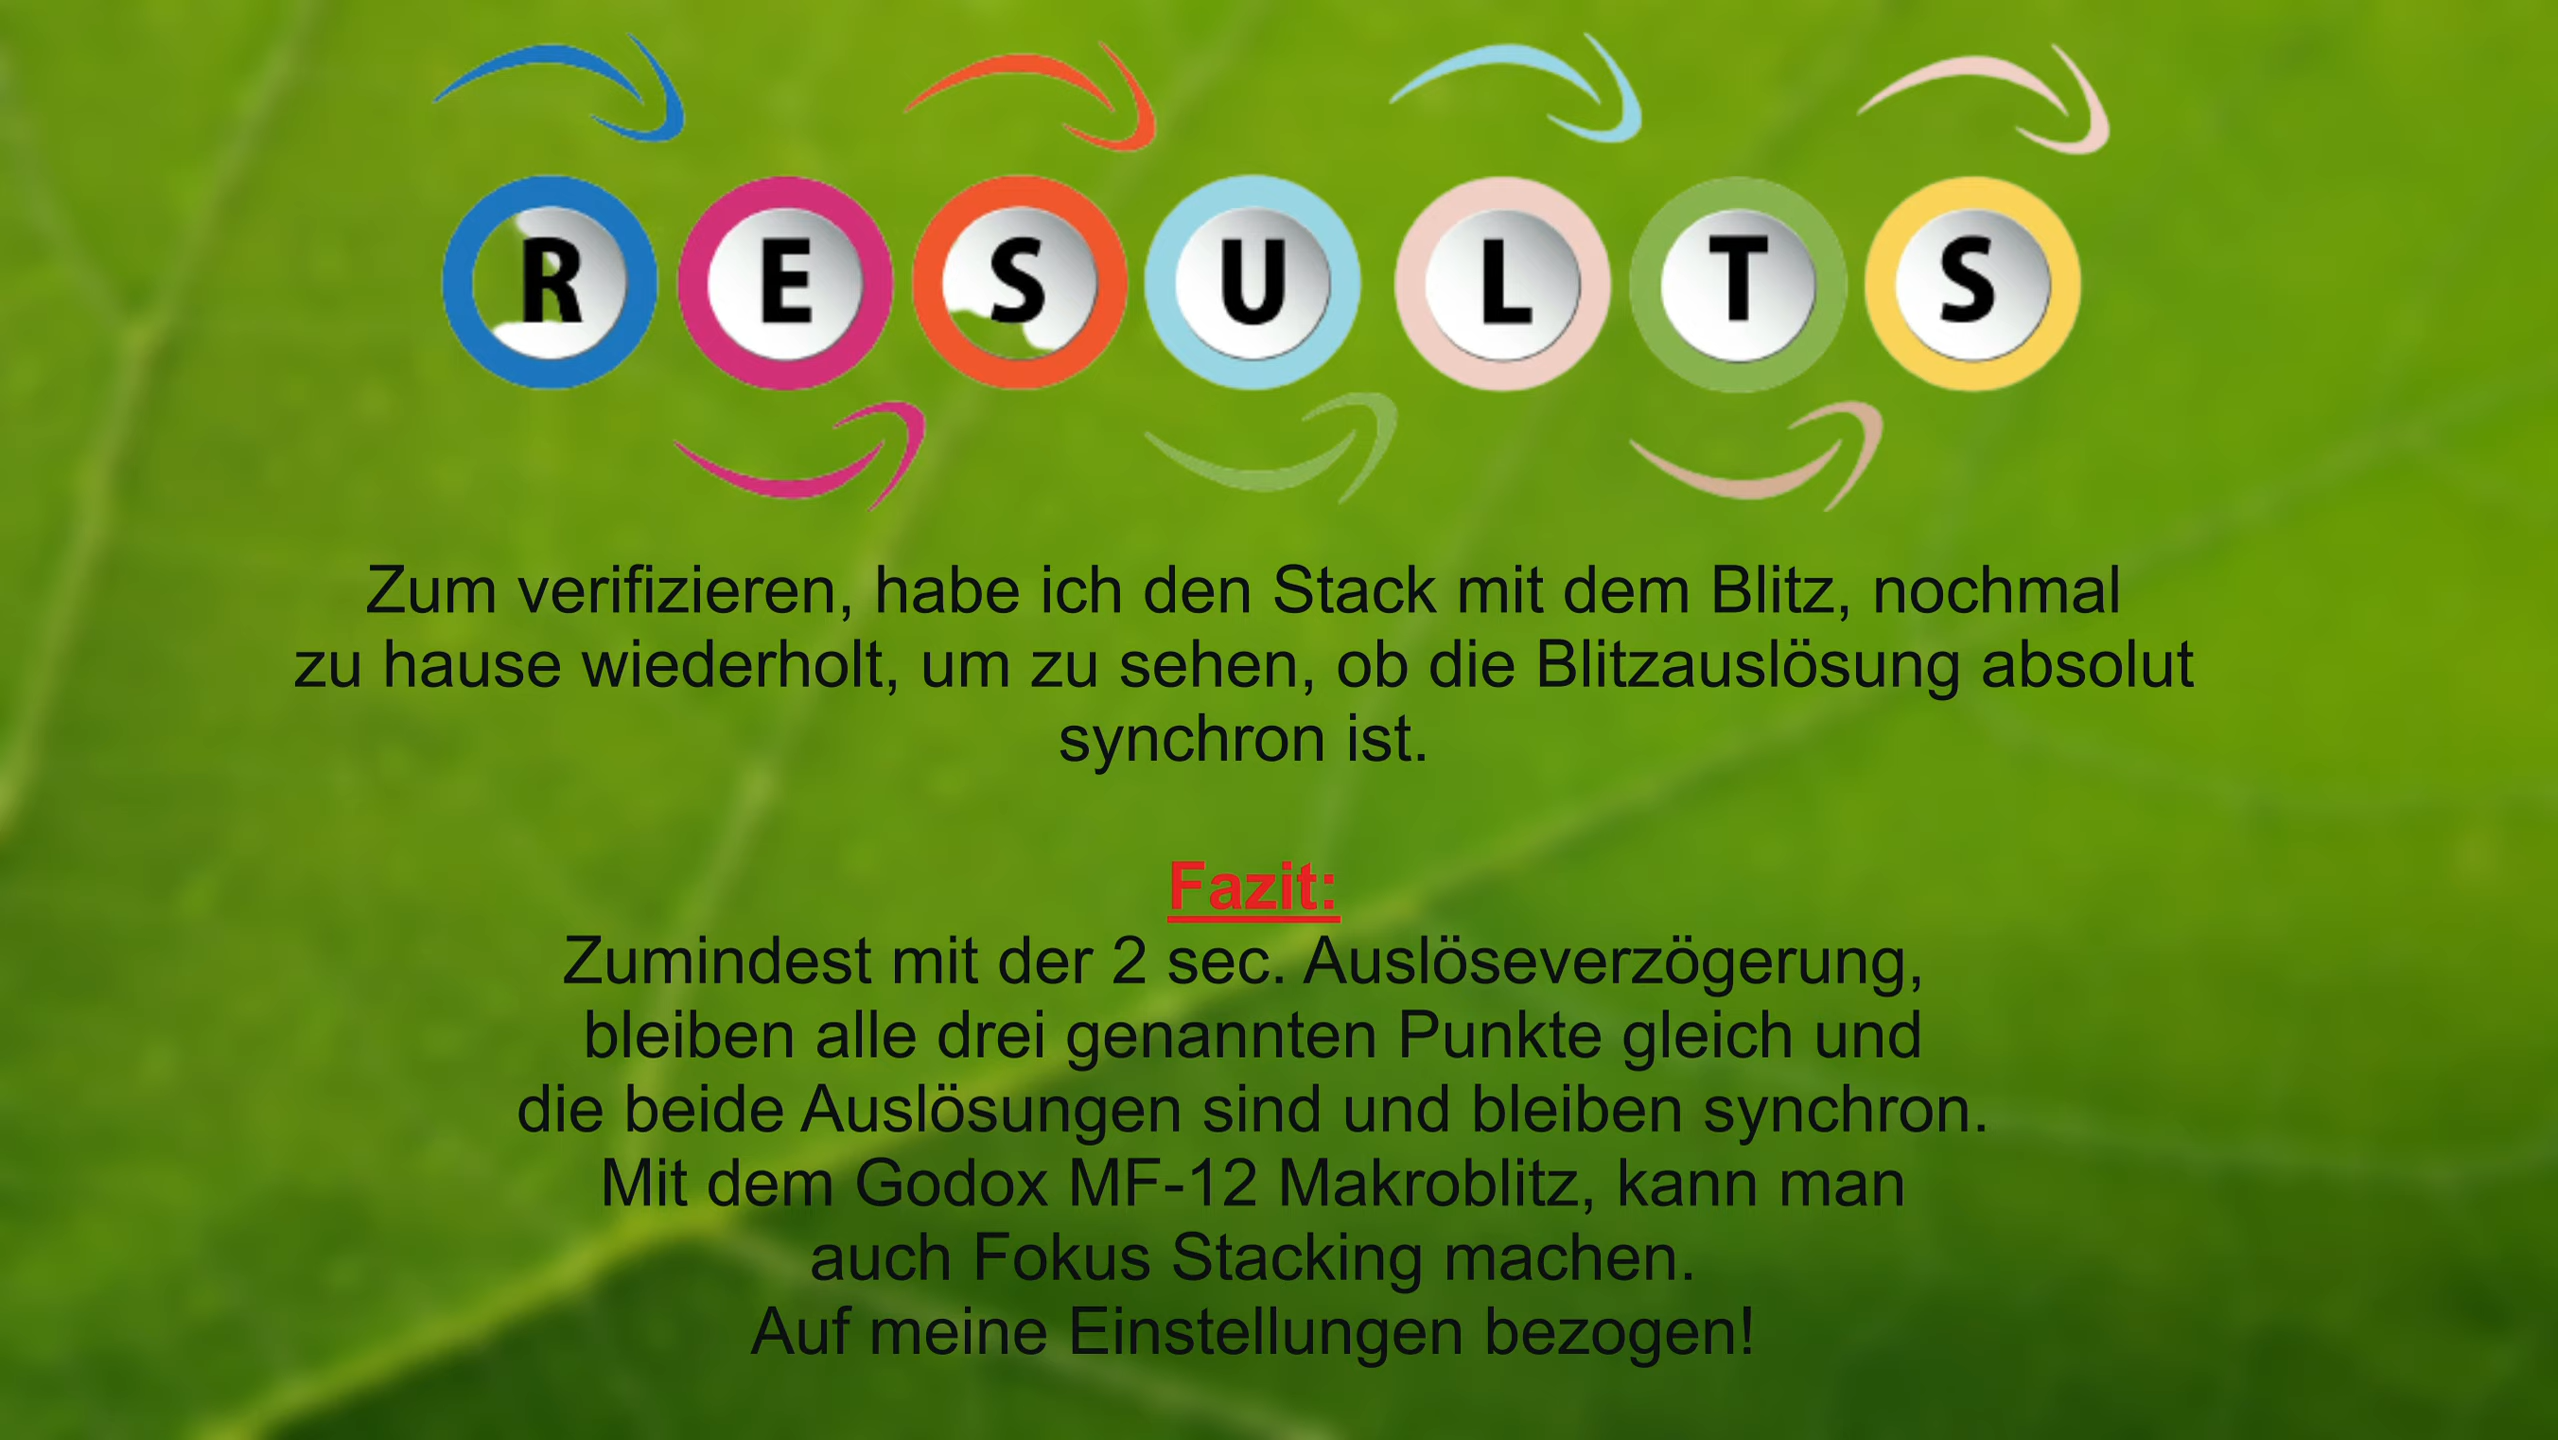 RESULTS
Zum verifizieren, habe ich den Stack mit dem Blitz, nochmal
zu hause wiederholt, um zu sehen, ob die Blitzauslösung absolut
synchron ist.
Fazit:
Zumindest mit der 2 sec. Auslöseverzögerung,
bleiben alle drei genannten Punkte gleich und
die beide Auslösungen sind und bleiben synchron.
Mit dem Godox MF-12 Makroblitz, kann man
auch Fokus Stacking machen.
Auf meine Einstellungen bezogen!